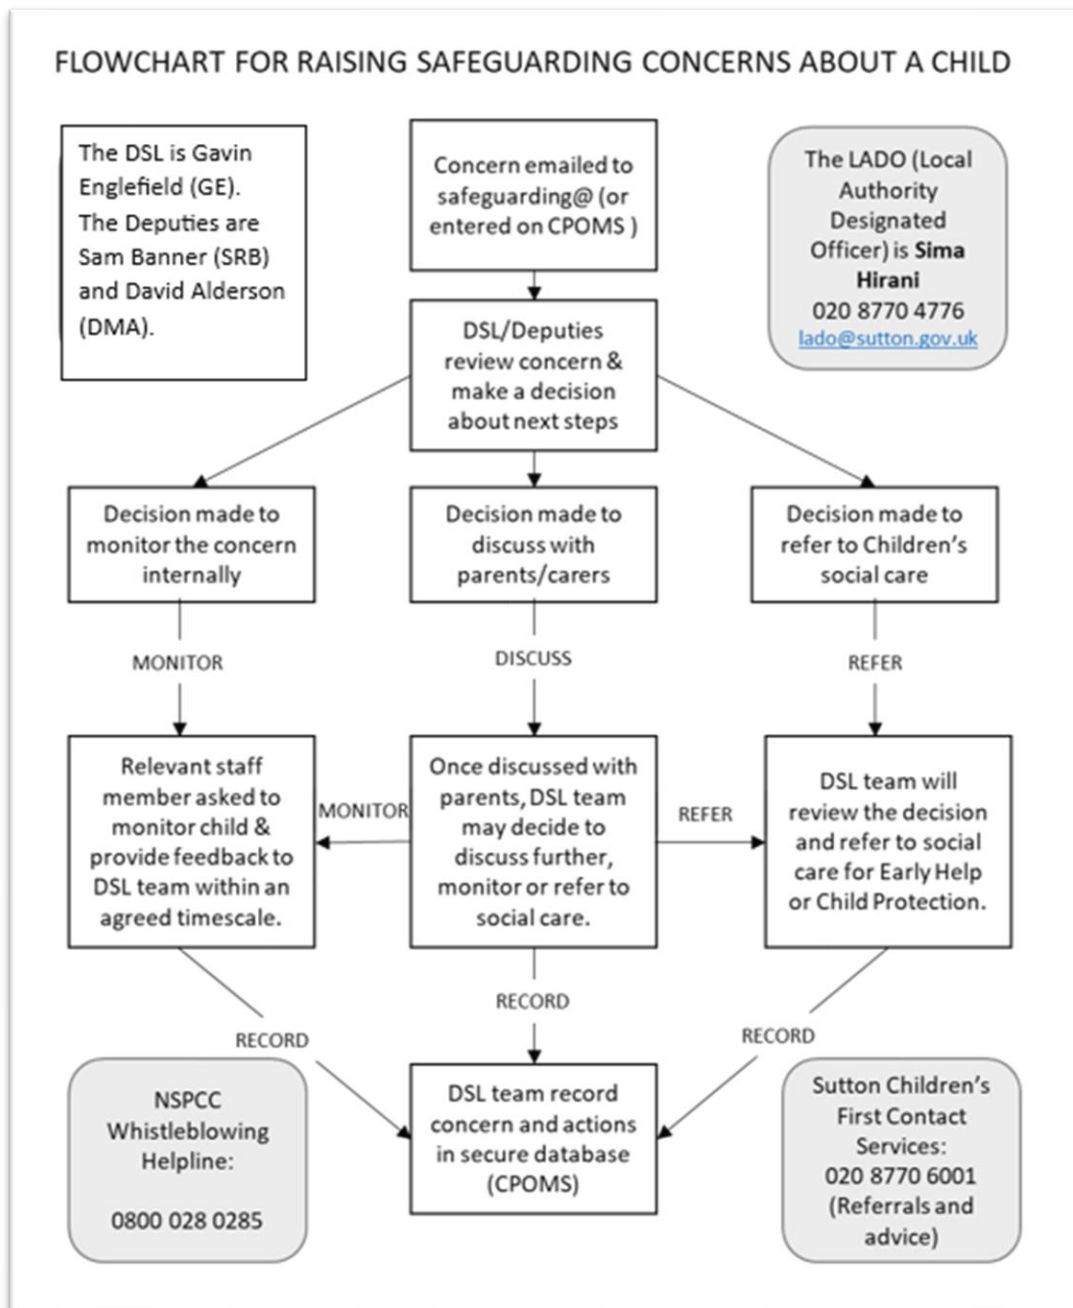 FLOWCHART FOR RAISING SAFEGUARDING CONCERNS ABOUT A CHILD
The DSL is Gavin
Englefield (GE).
The Deputies are
Sam Banner (SRB)
and David Alderson
(DMA).
Concern emailed to
safeguarding@ (or
entered on CPOMS )
The LADO (Local
Authority
Designated
Officer) is Sima
Hirani
020 8770 4776
lado@sutton.gov.uk
DSL/Deputies
review concern &
make a decision
about next steps
Decision made to
monitor the concern
internally
Decision made to
discuss with
parents/carers
Decision made to
refer to Children's
social care
MONITOR
DISCUSS
REFER
Relevant staff
member asked to
monitor child &
provide feedback to
DSL team within an
agreed timescale.
MONITOR
Once discussed with
parents, DSL team
may decide to
discuss further,
monitor or refer to
social care.
REFER
DSL team will
review the decision
and refer to social
care for Early Help
or Child Protection.
RECORD
RECORD
RECORD
NSPCC
Whistleblowing
Helpline:
0800 028 0285
DSL team record
concern and actions
in secure database
(CPOMS)
Sutton Children's
First Contact
Services:
020 8770 6001
(Referrals and
advice)